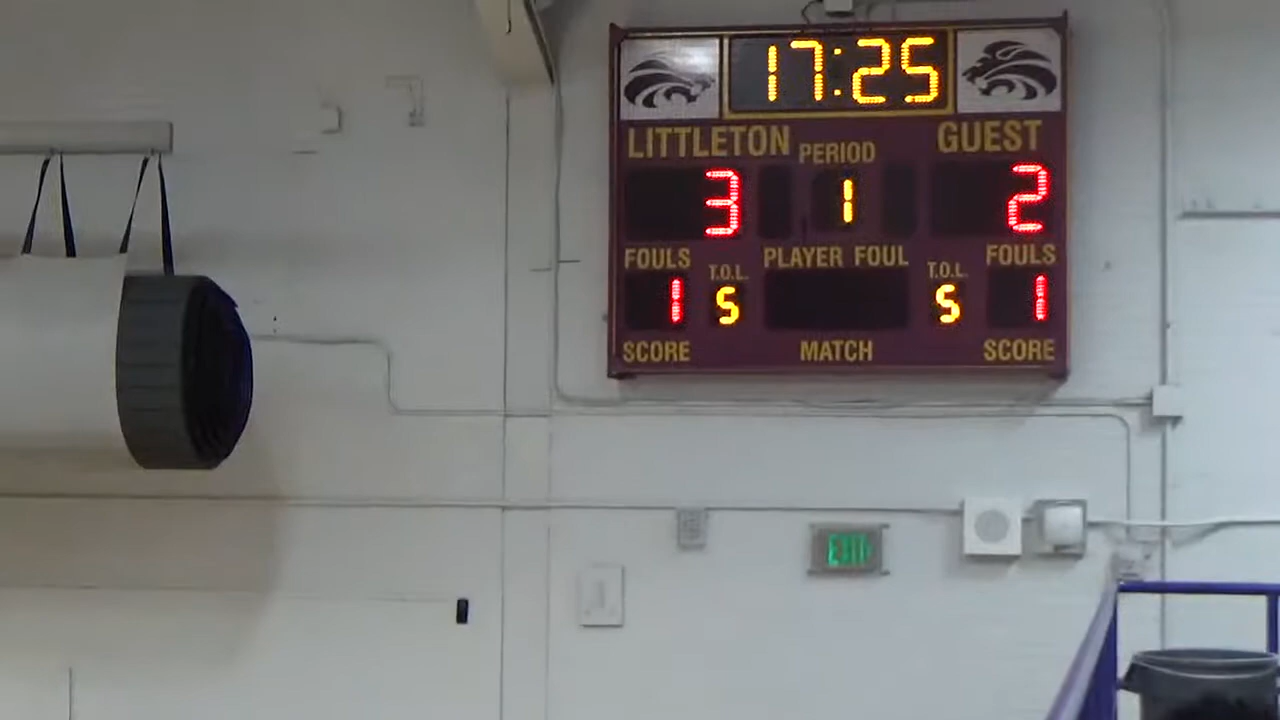 17:25
LITTLETON PERIOD GUEST
3 1 2
FOULS PLAYER FOUL FOULS
T.O.L. T.O.L.
1 5 5 1
SCORE MATCH SCORE
EXIT